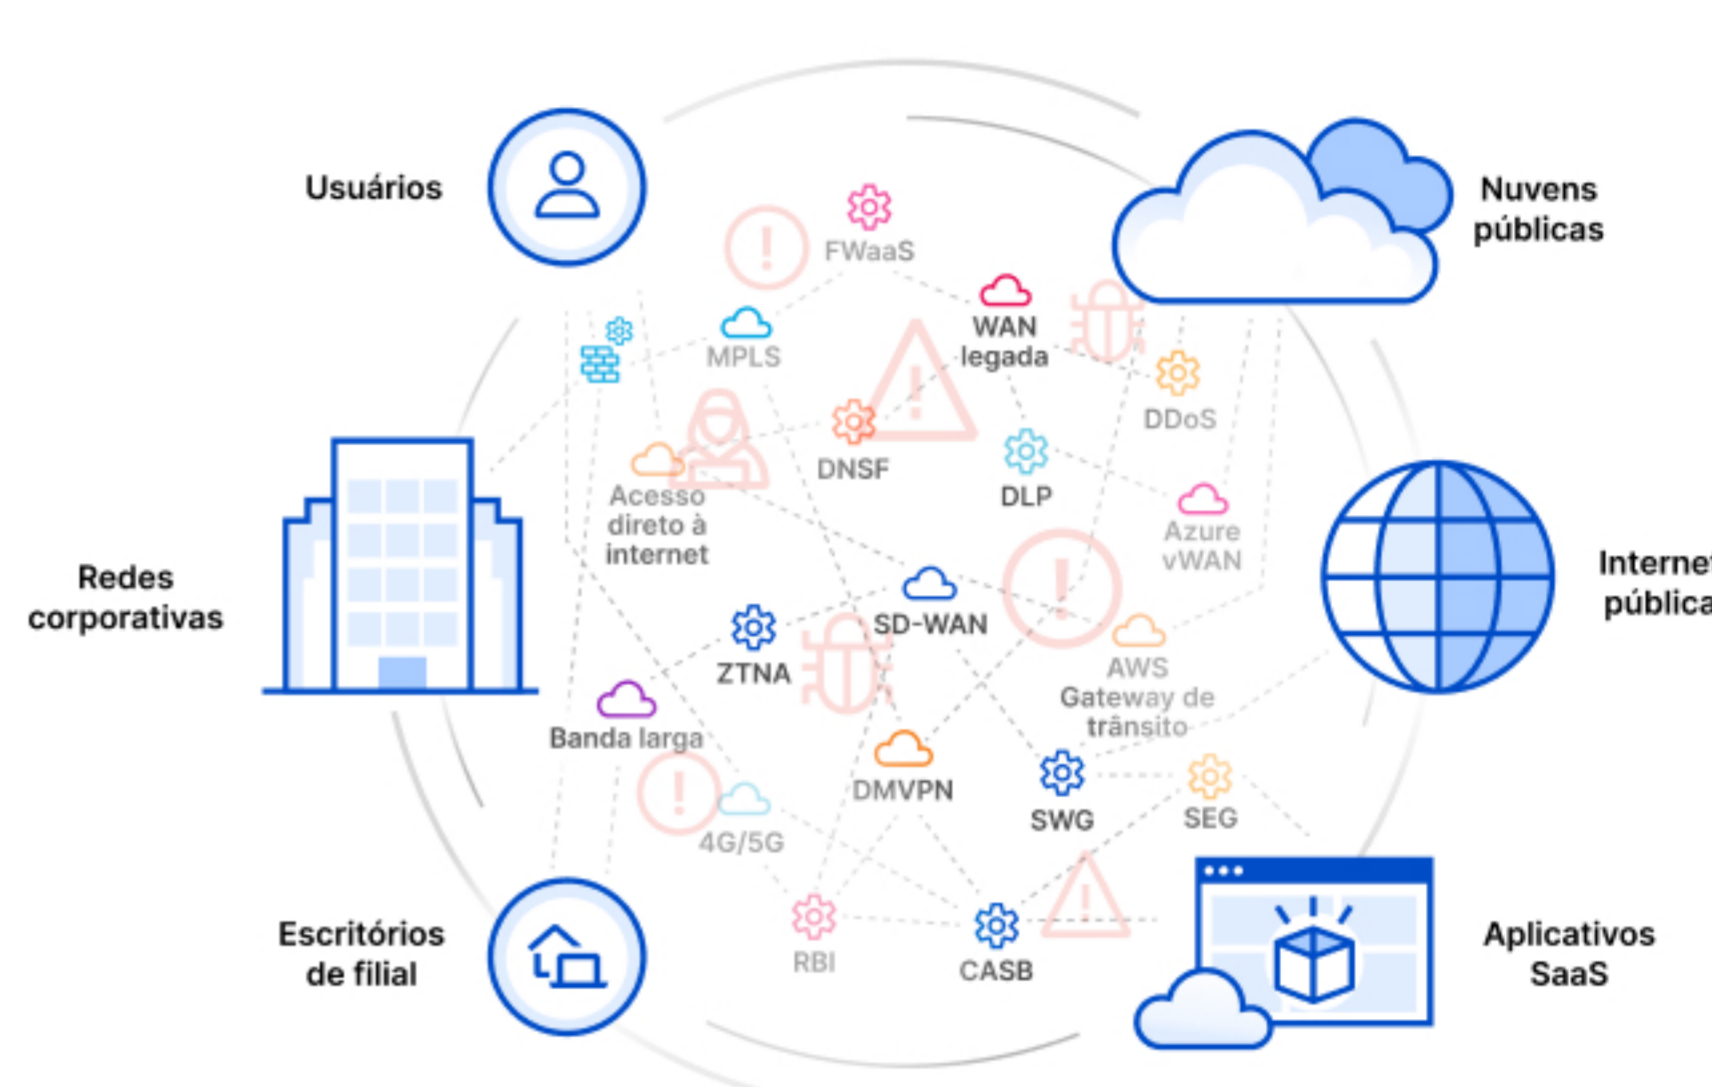 Usuários
Nuvens
públicas
FWaaS
WAN
legada
MPLS
DDoS
DNSF
DLP
Acesso
direto à
internet
Azure
vWAN
Redes
corporativas
Internet
pública
SD-WAN
ZTNA
AWS
Gateway de
trânsito
Banda larga
DMVPN
SWG
SEG
4G/5G
Escritórios
de filial
RBI
CASB
Aplicativos
SaaS